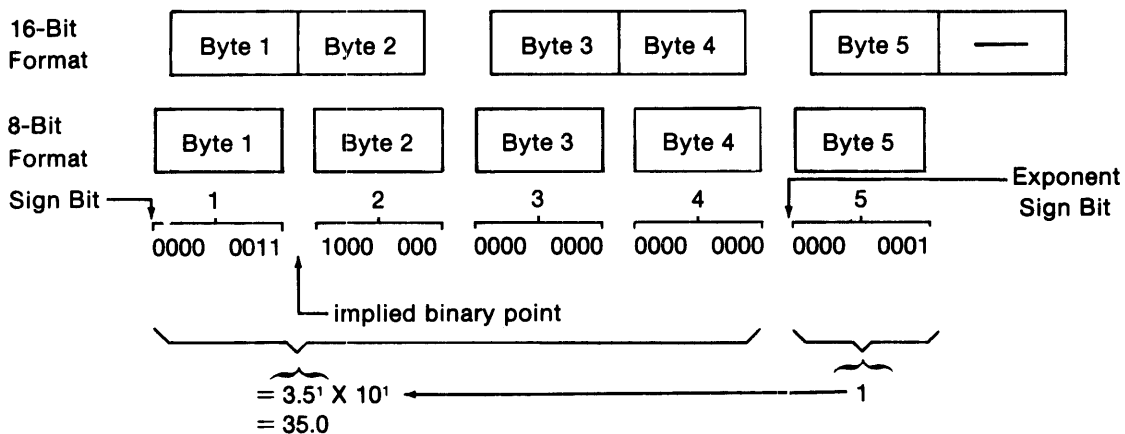 16-Bit
Format
Byte 1 Byte 2 Byte 3 Byte 4 Byte 5 —
8-Bit
Format
Byte 1 Byte 2 Byte 3 Byte 4 Byte 5
Sign Bit 1 2 3 4 5 Exponent
Sign Bit
0000 0011 1000 000 0000 0000 0000 0000 0000 0001
implied binary point
= 3.5¹ X 10¹ 1
= 35.0